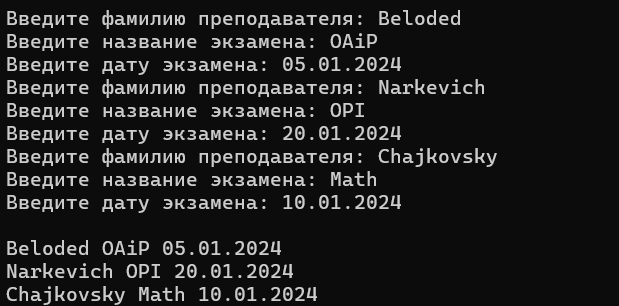 Введите фамилию преподавателя: Beloded
Введите название экзамена: OAiP
Введите дату экзамена: 05.01.2024
Введите фамилию преподавателя: Narkevich
Введите название экзамена: OPI
Введите дату экзамена: 20.01.2024
Введите фамилию преподавателя: Chajkovsky
Введите название экзамена: Math
Введите дату экзамена: 10.01.2024

Beloded OAiP 05.01.2024
Narkevich OPI 20.01.2024
Chajkovsky Math 10.01.2024